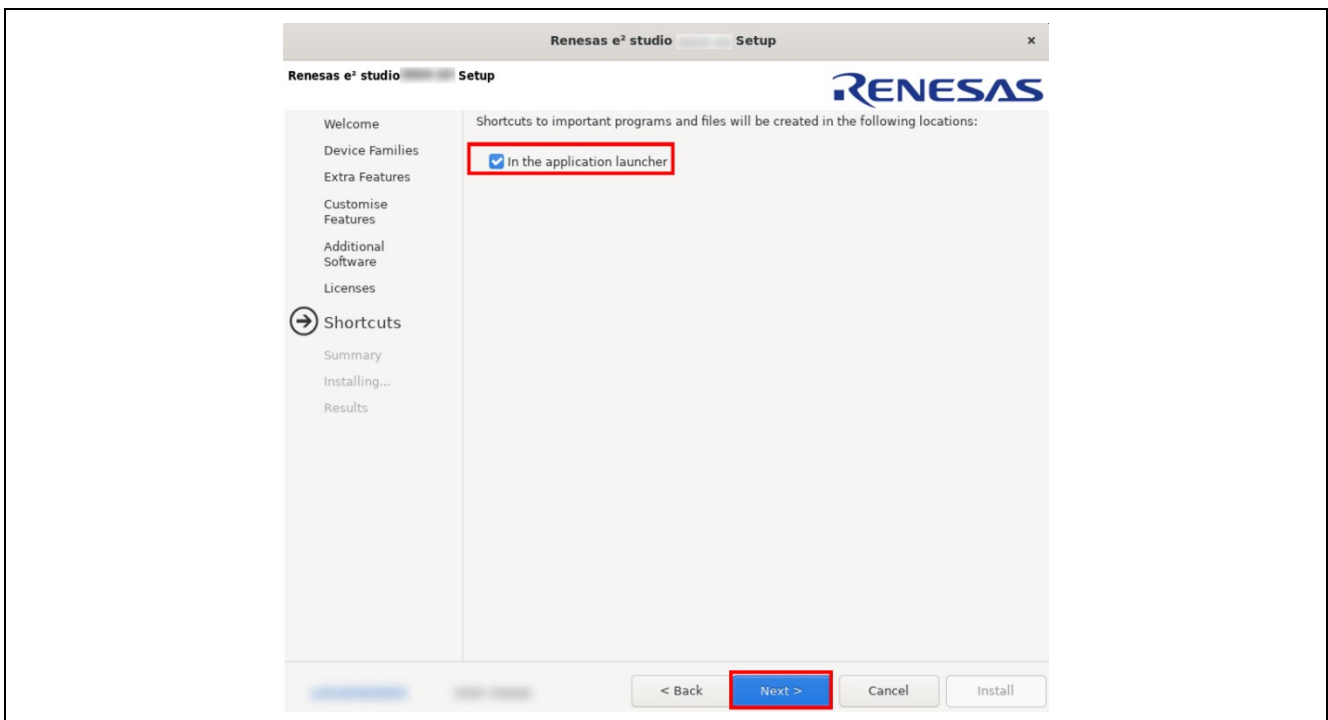 Renesas e² studio Setup
x
Renesas e² studio Setup
RENESAS
Welcome
Device Families
Extra Features
Customise
Features
Additional
Software
Licenses
Shortcuts
Summary
Installing...
Results
Shortcuts to important programs and files will be created in the following locations:
In the application launcher
< Back
Next >
Cancel
Install